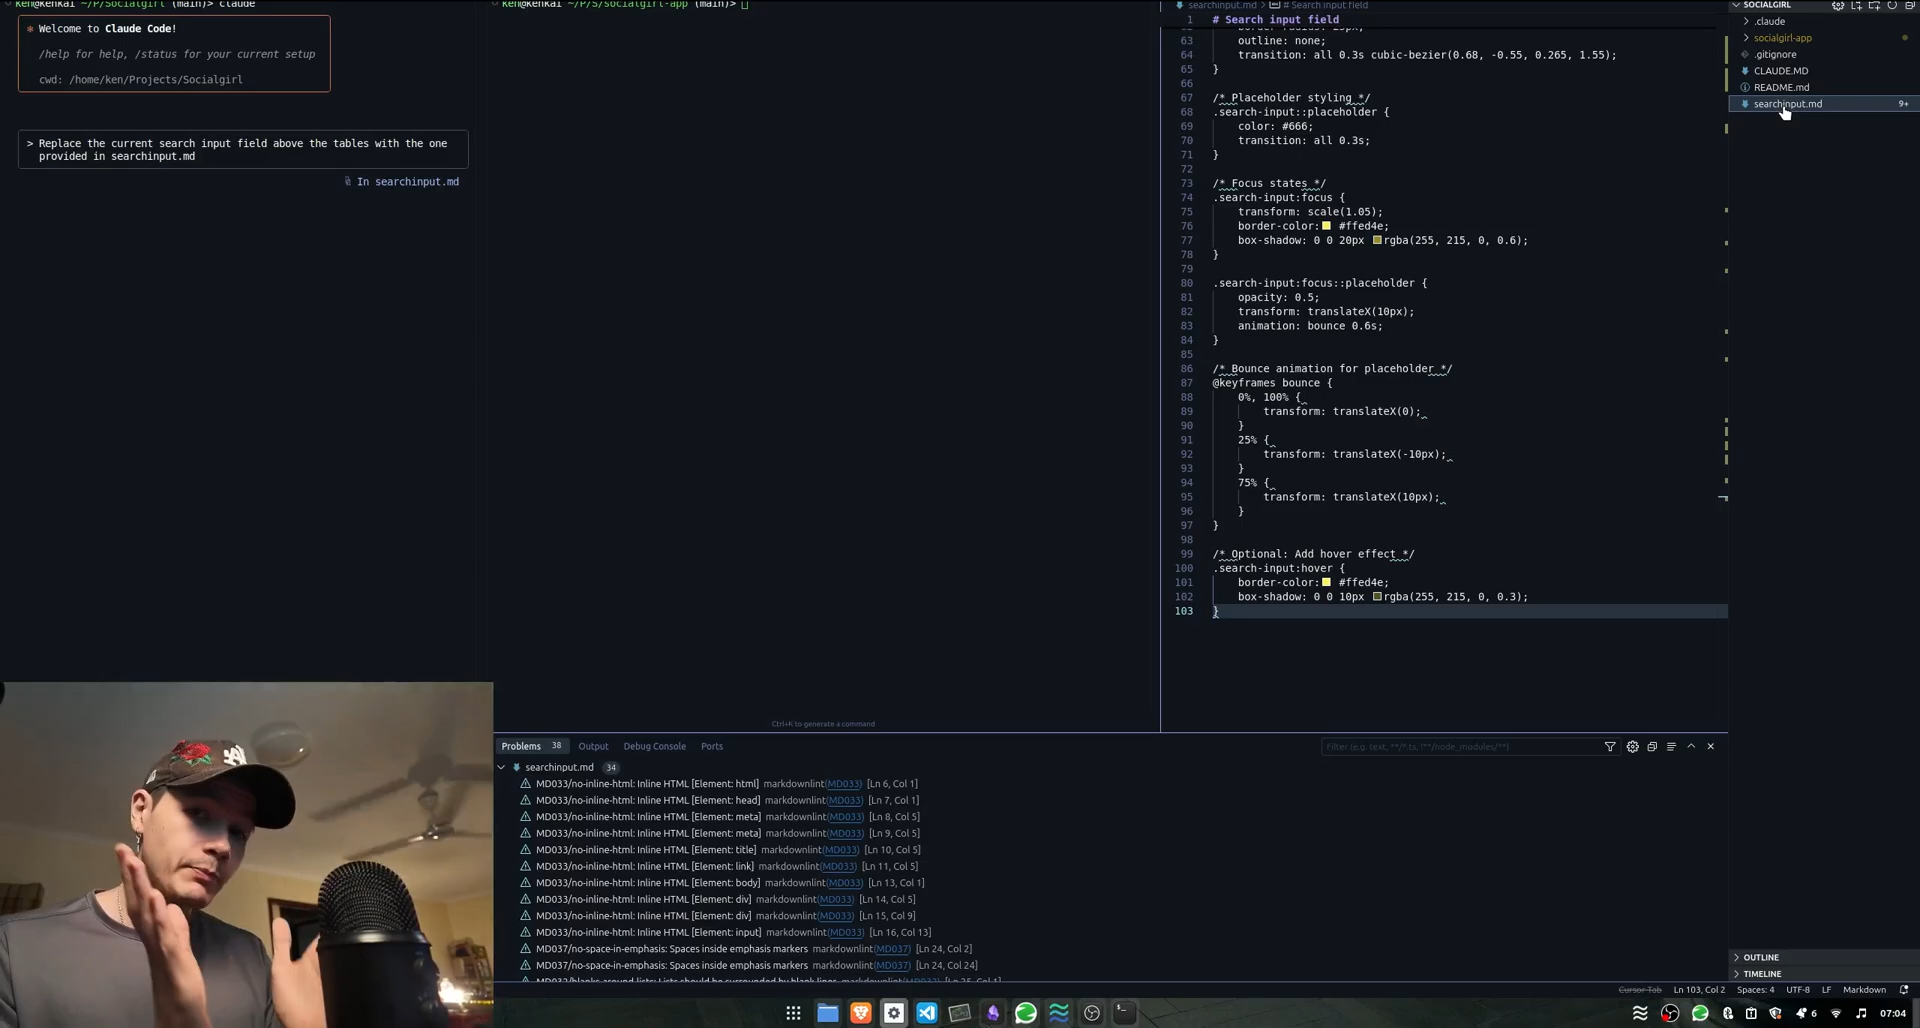 ken@kenkai ~/P/Socialgirl (main)> claude
* Welcome to Claude Code!
/help for help, /status for your current setup
cwd: /home/ken/Projects/Socialgirl
> Replace the current search input field above the tables with the one
provided in searchinput.md
In searchinput.md
ken@kenkai ~/P/S/socialgirl-app (main)>
Ctrl+K to generate a command
searchinput.md > # Search input field
1 # Search input field
63 outline: none;
64 transition: all 0.3s cubic-bezier(0.68, -0.55, 0.265, 1.55);
65 }
66
67 /* Placeholder styling */
68 .search-input::placeholder {
69 color: #666;
70 transition: all 0.3s;
71 }
72
73 /* Focus states */
74 .search-input:focus {
75 transform: scale(1.05);
76 border-color: #ffed4e;
77 box-shadow: 0 0 20px rgba(255, 215, 0, 0.6);
78 }
79
80 .search-input:focus::placeholder {
81 opacity: 0.5;
82 transform: translateX(10px);
83 animation: bounce 0.6s;
84 }
85
86 /* Bounce animation for placeholder */
87 @keyframes bounce {
88 0%, 100% {
89 transform: translateX(0);
90 }
91 25% {
92 transform: translateX(-10px);
93 }
94 75% {
95 transform: translateX(10px);
96 }
97 }
98
99 /* Optional: Add hover effect */
100 .search-input:hover {
101 border-color: #ffed4e;
102 box-shadow: 0 0 10px rgba(255, 215, 0, 0.3);
103 }
SOCIALGIRL
> .claude
> socialgirl-app
.gitignore
CLAUDE.MD
README.md
searchinput.md 9+
OUTLINE
TIMELINE
Problems 38 Output Debug Console Ports
Filter (e.g. text, **/*.ts, !**/node_modules/**)
searchinput.md 34
MD033/no-inline-html: Inline HTML [Element: html] markdownlint(MD033) [Ln 6, Col 1]
MD033/no-inline-html: Inline HTML [Element: head] markdownlint(MD033) [Ln 7, Col 1]
MD033/no-inline-html: Inline HTML [Element: meta] markdownlint(MD033) [Ln 8, Col 5]
MD033/no-inline-html: Inline HTML [Element: meta] markdownlint(MD033) [Ln 9, Col 5]
MD033/no-inline-html: Inline HTML [Element: title] markdownlint(MD033) [Ln 10, Col 5]
MD033/no-inline-html: Inline HTML [Element: link] markdownlint(MD033) [Ln 11, Col 5]
MD033/no-inline-html: Inline HTML [Element: body] markdownlint(MD033) [Ln 13, Col 1]
MD033/no-inline-html: Inline HTML [Element: div] markdownlint(MD033) [Ln 14, Col 5]
MD033/no-inline-html: Inline HTML [Element: div] markdownlint(MD033) [Ln 15, Col 9]
MD033/no-inline-html: Inline HTML [Element: input] markdownlint(MD033) [Ln 16, Col 13]
MD037/no-space-in-emphasis: Spaces inside emphasis markers markdownlint(MD037) [Ln 24, Col 2]
MD037/no-space-in-emphasis: Spaces inside emphasis markers markdownlint(MD037) [Ln 24, Col 24]
Cursor Tab Ln 103, Col 2 Spaces: 4 UTF-8 LF Markdown
6 07:04